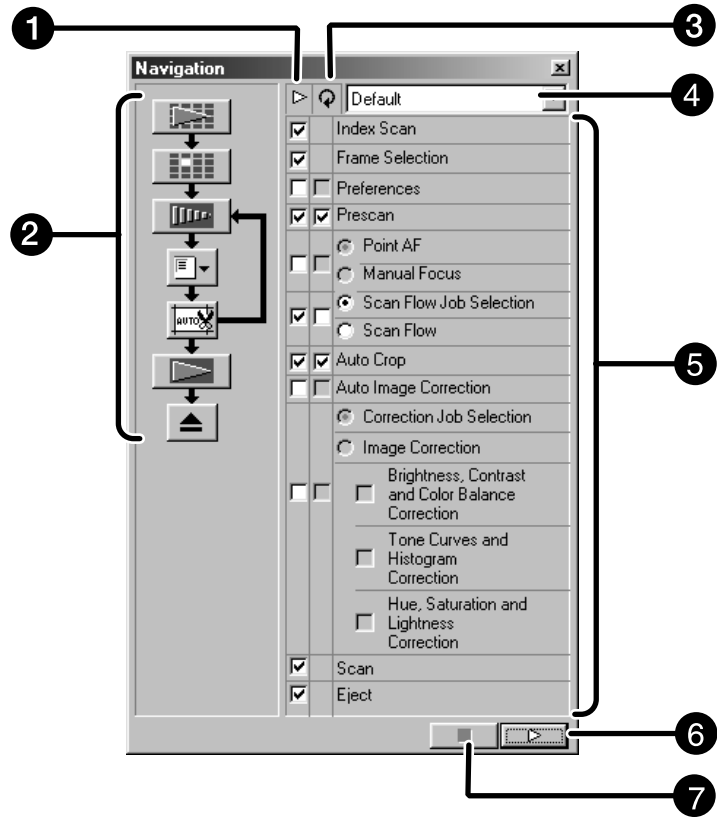 1
3
Navigation
2
Default
4
Index Scan
Frame Selection
Preferences
Prescan
Point AF
Manual Focus
Scan Flow Job Selection
Scan Flow
AUTO
Auto Crop
5
Auto Image Correction
Correction Job Selection
Image Correction
Brightness, Contrast
and Color Balance
Correction
Tone Curves and
Histogram
Correction
Hue, Saturation and
Lightness
Correction
Scan
Eject
6
7